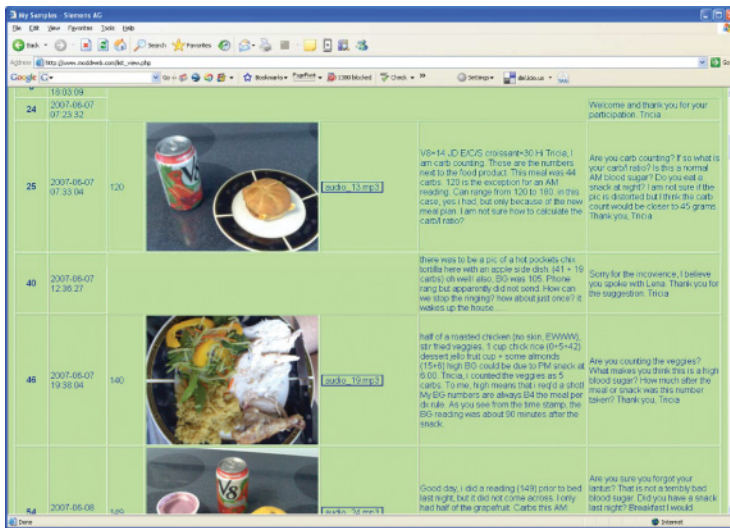 My Samples - Siemens AG
File Edit View Favorites Tools Help
Back Search Favorites
Address http://www.moddweb.com/list_view.php Go
Google G Go Bookmarks PageRank 1300 blocked Check Settings del.icio.us
18:03:09
24 2007-06-07
07:23:32
Welcome and thank you for your
participation. Tricia
25 2007-06-07
07:33:04
120
V8
audio_13.mp3
V8=14 JD E/C/S croissant=30 Hi Tricia, I
am carb counting. Those are the numbers
next to the food product. This meal was 44
carbs. 120 is the exception for an AM
reading. Can range from 120 to 180. in this
case, yes i had, but only because of the new
meal plan. I am not sure how to calculate the
carb/I ratio?
Are you carb counting? If so what is
your carb/I ratio? Is this a normal
AM blood sugar? Do you eat a
snack at night? I am not sure if the
pic is distorted but I think the carb
count would be closer to 45 grams.
Thank you, Tricia
40 2007-06-07
12:36:27
there was to be a pic of a hot pockets chix
tortilla here with an apple side dish. (41 + 19
carbs) oh well! also, BG was 105. Phone
rang but apparently did not send. How can
we stop the ringing? how about just once? it
wakes up the house....
Sorry for the incovience, I believe
you spoke with Lena. Thank you for
the suggestion. Tricia
46 2007-06-07
19:38:04
140
audio_19.mp3
half of a roasted chicken (no skin, EWWW),
stir fried veggies, 1 cup chick rice (0+5+42)
dessert jello fruit cup + some almonds
(15+6) high BG could be due to PM snack at
6:00. Tricia, i counted the veggies as 5
carbs. To me, high means that i req'd a shot!
My BG numbers are always B4 the meal per
dr rule. As you see from the time stamp, the
BG reading was about 90 minutes after the
snack.
Are you counting the veggies?
What makes you think this is a high
blood sugar? How much after the
meal or snack was this number
taken? Thank you, Tricia
54 2007-06-08
149
V8
audio_24.mp3
Good day, i did a reading (149) prior to bed
last night, but it did not come across. I only
had half of the grapefruit. Carbs this AM:
Are you sure you forgot your
lantus? That is not a terribly bad
blood sugar. Did you have a snack
last night? Breakfast I would
Done Internet